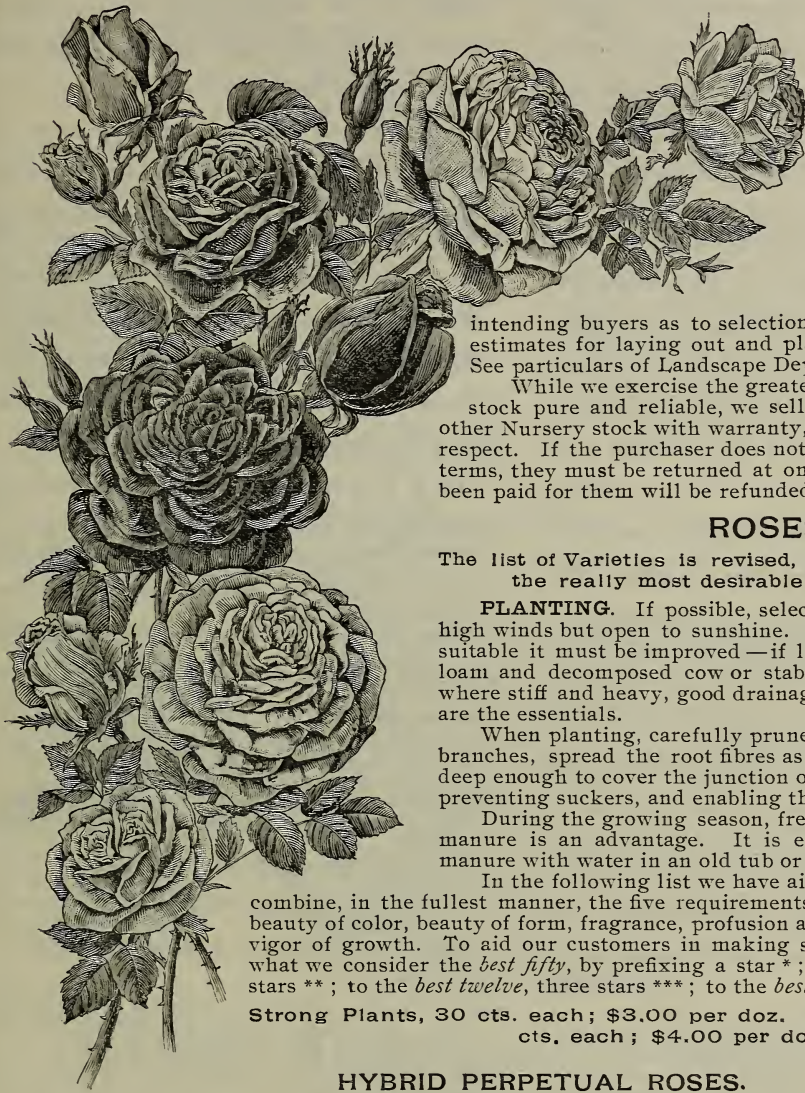 intending buyers as to selection
estimates for laying out and pl
See particulars of Landscape De
While we exercise the greate
stock pure and reliable, we sell
other Nursery stock with warranty,
respect. If the purchaser does not
terms, they must be returned at on
been paid for them will be refunded
ROSE
The list of Varieties is revised,
the really most desirable
PLANTING. If possible, selec
high winds but open to sunshine.
suitable it must be improved — if l
loam and decomposed cow or stab
where stiff and heavy, good drainag
are the essentials.
When planting, carefully prune
branches, spread the root fibres as
deep enough to cover the junction o
preventing suckers, and enabling th
During the growing season, fre
manure is an advantage. It is e
manure with water in an old tub or
In the following list we have ai
combine, in the fullest manner, the five requirements
beauty of color, beauty of form, fragrance, profusion a
vigor of growth. To aid our customers in making s
what we consider the best fifty, by prefixing a star * ;
stars ** ; to the best twelve, three stars *** ; to the bes
Strong Plants, 30 cts. each ; $3.00 per doz.
cts. each ; $4.00 per do
HYBRID PERPETUAL ROSES.